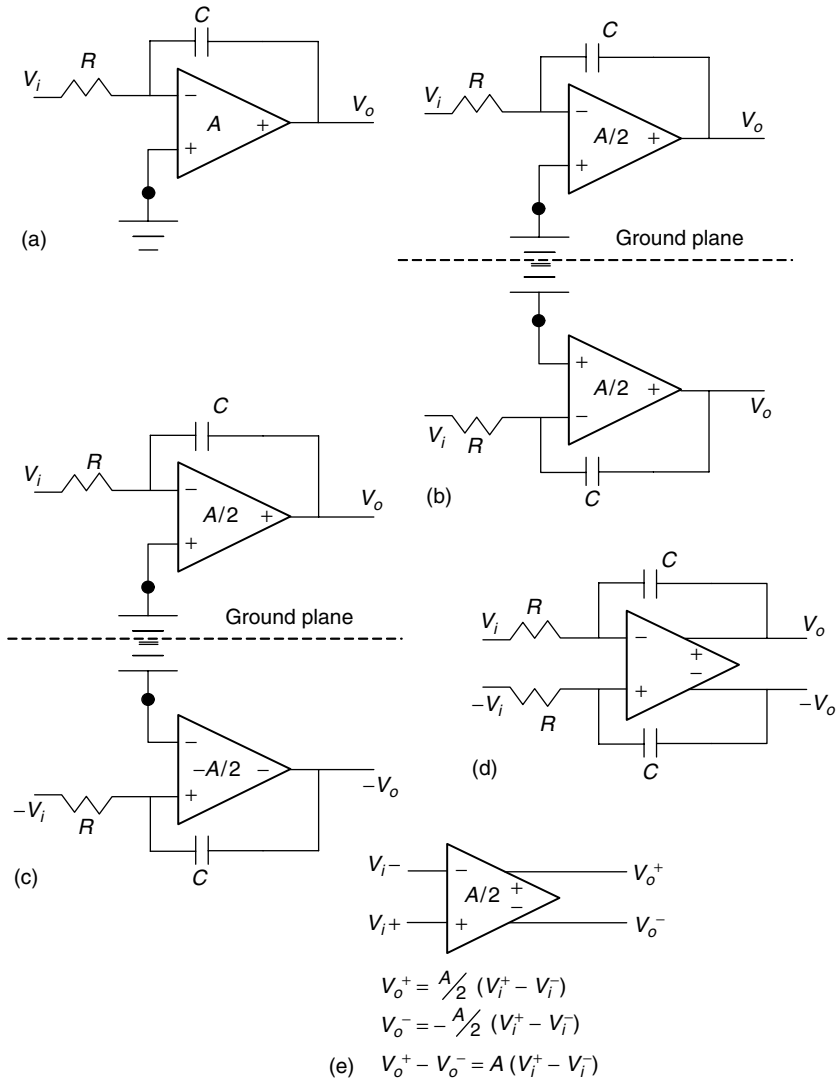 C
R
V_i
−
A
+
V_o
+
(a)
C
R
V_i
−
A/2
+
V_o
+
Ground plane
+
A/2
+
V_o
−
V_i
R
C
(b)
C
R
V_i
−
A/2
+
V_o
+
Ground plane
−
−A/2
−
−V_o
+
−V_i
R
C
(c)
C
R
V_i
−
V_o
+
−
+
−V_i
R
−V_o
C
(d)
V_i−
−
V_o^+
A/2
+
−
V_i+
+
V_o^−
V_o^+ = A/2 (V_i^+ − V_i^−)
V_o^− = − A/2 (V_i^+ − V_i^−)
(e) V_o^+ − V_o^− = A (V_i^+ − V_i^−)